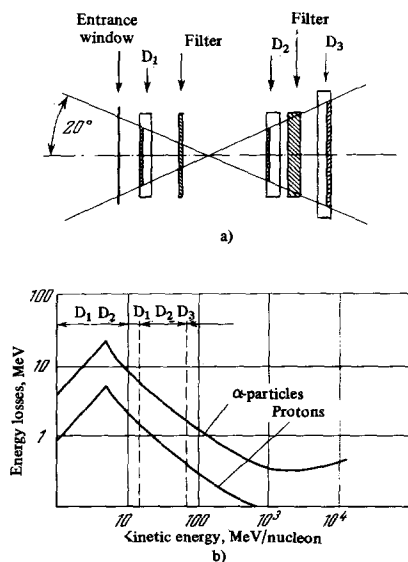 Entrance window
D₁
Filter
D₂
Filter
D₃
20°
a)
100
10
1
D₁ D₂
D₁ D₂ D₃
α-particles
Protons
Energy losses, MeV
10
100
10³
10⁴
Kinetic energy, MeV/nucleon
b)